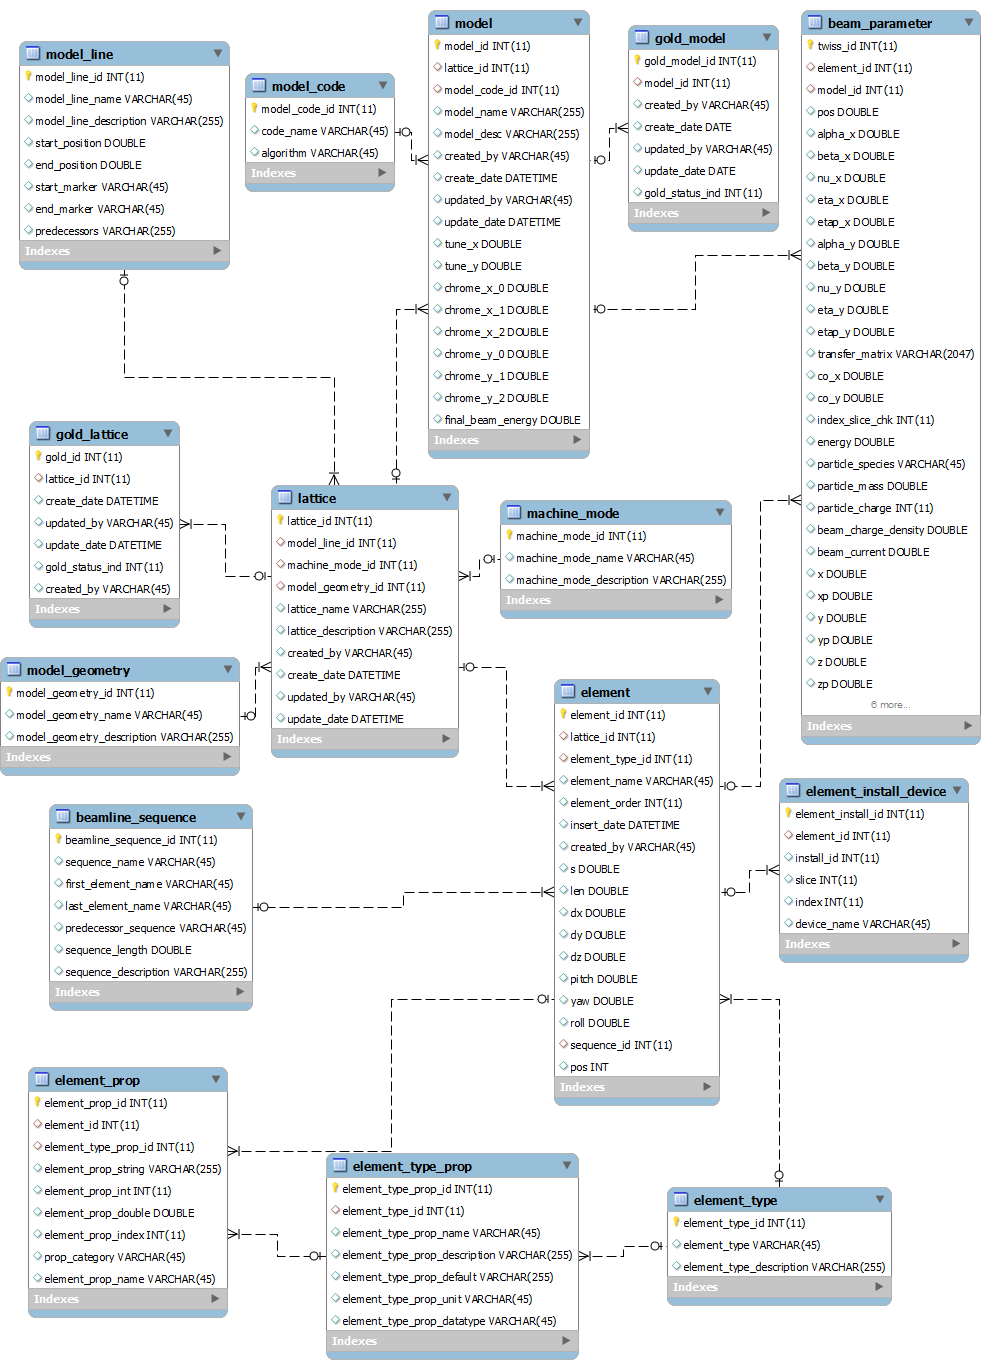 model_line
model_line_id INT(11)
model_line_name VARCHAR(45)
model_line_description VARCHAR(255)
start_position DOUBLE
end_position DOUBLE
start_marker VARCHAR(45)
end_marker VARCHAR(45)
predecessors VARCHAR(255)
Indexes
model_code
model_code_id INT(11)
code_name VARCHAR(45)
algorithm VARCHAR(45)
Indexes
model
model_id INT(11)
lattice_id INT(11)
model_code_id INT(11)
model_name VARCHAR(255)
model_desc VARCHAR(255)
created_by VARCHAR(45)
create_date DATETIME
updated_by VARCHAR(45)
update_date DATETIME
tune_x DOUBLE
tune_y DOUBLE
chrome_x_0 DOUBLE
chrome_x_1 DOUBLE
chrome_x_2 DOUBLE
chrome_y_0 DOUBLE
chrome_y_1 DOUBLE
chrome_y_2 DOUBLE
final_beam_energy DOUBLE
Indexes
gold_model
gold_model_id INT(11)
model_id INT(11)
created_by VARCHAR(45)
create_date DATE
updated_by VARCHAR(45)
update_date DATE
gold_status_ind INT(11)
Indexes
beam_parameter
twiss_id INT(11)
element_id INT(11)
model_id INT(11)
pos DOUBLE
alpha_x DOUBLE
beta_x DOUBLE
nu_x DOUBLE
eta_x DOUBLE
etap_x DOUBLE
alpha_y DOUBLE
beta_y DOUBLE
nu_y DOUBLE
eta_y DOUBLE
etap_y DOUBLE
transfer_matrix VARCHAR(2047)
co_x DOUBLE
co_y DOUBLE
index_slice_chk INT(11)
energy DOUBLE
particle_species VARCHAR(45)
particle_mass DOUBLE
particle_charge INT(11)
beam_charge_density DOUBLE
beam_current DOUBLE
x DOUBLE
xp DOUBLE
y DOUBLE
yp DOUBLE
z DOUBLE
zp DOUBLE
6 more...
Indexes
gold_lattice
gold_id INT(11)
lattice_id INT(11)
create_date DATETIME
updated_by VARCHAR(45)
update_date DATETIME
gold_status_ind INT(11)
created_by VARCHAR(45)
Indexes
lattice
lattice_id INT(11)
model_line_id INT(11)
machine_mode_id INT(11)
model_geometry_id INT(11)
lattice_name VARCHAR(255)
lattice_description VARCHAR(255)
created_by VARCHAR(45)
create_date DATETIME
updated_by VARCHAR(45)
update_date DATETIME
Indexes
machine_mode
machine_mode_id INT(11)
machine_mode_name VARCHAR(45)
machine_mode_description VARCHAR(255)
Indexes
model_geometry
model_geometry_id INT(11)
model_geometry_name VARCHAR(45)
model_geometry_description VARCHAR(255)
Indexes
element
element_id INT(11)
lattice_id INT(11)
element_type_id INT(11)
element_name VARCHAR(45)
element_order INT(11)
insert_date DATETIME
created_by VARCHAR(45)
s DOUBLE
len DOUBLE
dx DOUBLE
dy DOUBLE
dz DOUBLE
pitch DOUBLE
yaw DOUBLE
roll DOUBLE
sequence_id INT(11)
pos INT
Indexes
element_install_device
element_install_id INT(11)
element_id INT(11)
install_id INT(11)
slice INT(11)
index INT(11)
device_name VARCHAR(45)
Indexes
beamline_sequence
beamline_sequence_id INT(11)
sequence_name VARCHAR(45)
first_element_name VARCHAR(45)
last_element_name VARCHAR(45)
predecessor_sequence VARCHAR(45)
sequence_length DOUBLE
sequence_description VARCHAR(255)
Indexes
element_prop
element_prop_id INT(11)
element_id INT(11)
element_type_prop_id INT(11)
element_prop_string VARCHAR(255)
element_prop_int INT(11)
element_prop_double DOUBLE
element_prop_index INT(11)
prop_category VARCHAR(45)
element_prop_name VARCHAR(45)
Indexes
element_type_prop
element_type_prop_id INT(11)
element_type_id INT(11)
element_type_prop_name VARCHAR(45)
element_type_prop_description VARCHAR(255)
element_type_prop_default VARCHAR(255)
element_type_prop_unit VARCHAR(45)
element_type_prop_datatype VARCHAR(45)
Indexes
element_type
element_type_id INT(11)
element_type VARCHAR(45)
element_type_description VARCHAR(255)
Indexes